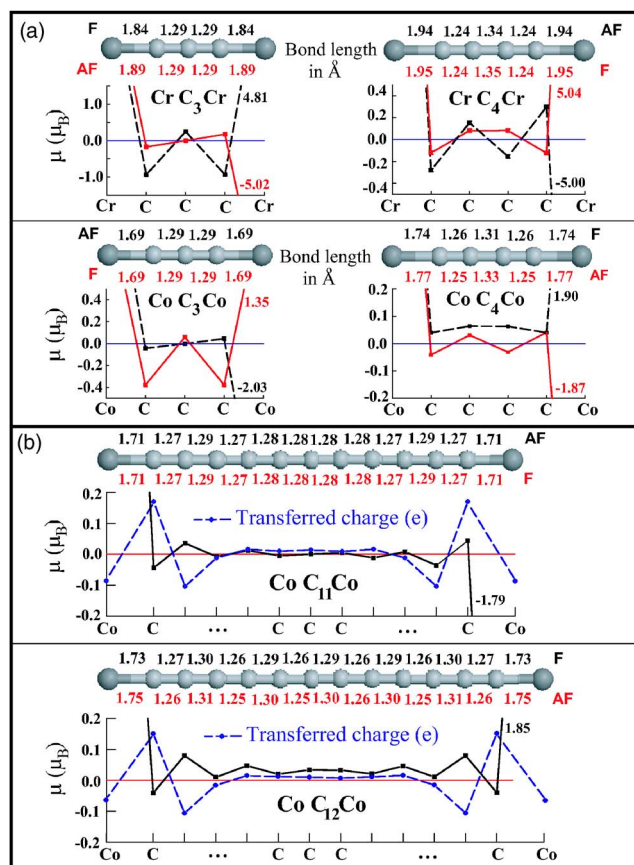 (a)
F 1.84 1.29 1.29 1.84
AF 1.89 1.29 1.29 1.89
Bond length
in Å
1.94 1.24 1.34 1.24 1.94 AF
1.95 1.24 1.35 1.24 1.95 F
Cr C3Cr
4.81
-5.02
μ (μB)
1.0
0.0
-1.0
Cr C C C Cr
Cr C4Cr
5.04
-5.00
0.4
0.2
0.0
-0.2
-0.4
Cr C C C C Cr
AF 1.69 1.29 1.29 1.69
F 1.69 1.29 1.29 1.69
Bond length
in Å
1.74 1.26 1.31 1.26 1.74 F
1.77 1.25 1.33 1.25 1.77 AF
Co C3Co
1.35
-2.03
μ (μB)
0.4
0.2
0.0
-0.2
-0.4
Co C C C Co
Co C4Co
1.90
-1.87
0.2
0.1
0.0
-0.1
-0.2
Co C C C C Co
(b)
1.71 1.27 1.29 1.27 1.28 1.28 1.28 1.28 1.27 1.29 1.27 1.71 AF
1.71 1.27 1.29 1.27 1.28 1.28 1.28 1.28 1.27 1.29 1.27 1.71 F
Transferred charge (e)
Co C11Co
-1.79
μ (μB)
0.2
0.1
0.0
-0.1
-0.2
Co C ... C C C ... C Co
1.73 1.27 1.30 1.26 1.29 1.26 1.29 1.26 1.29 1.26 1.30 1.27 1.73 F
1.75 1.26 1.31 1.25 1.30 1.25 1.30 1.26 1.30 1.25 1.31 1.26 1.75 AF
Transferred charge (e)
1.85
Co C12Co
μ (μB)
0.2
0.1
0.0
-0.1
-0.2
Co C ... C C C ... C Co